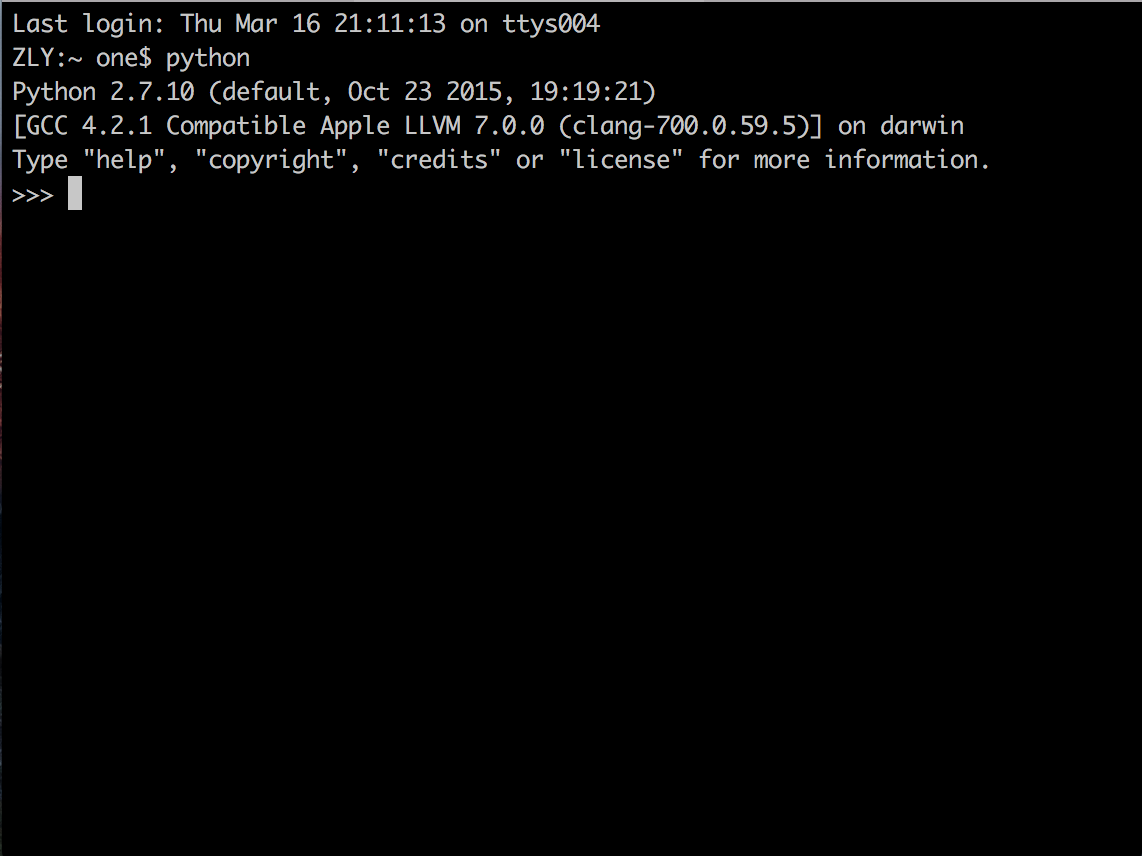 Last login: Thu Mar 16 21:11:13 on ttys004
ZLY:~ one$ python
Python 2.7.10 (default, Oct 23 2015, 19:19:21)
[GCC 4.2.1 Compatible Apple LLVM 7.0.0 (clang-700.0.59.5)] on darwin
Type "help", "copyright", "credits" or "license" for more information.
>>>